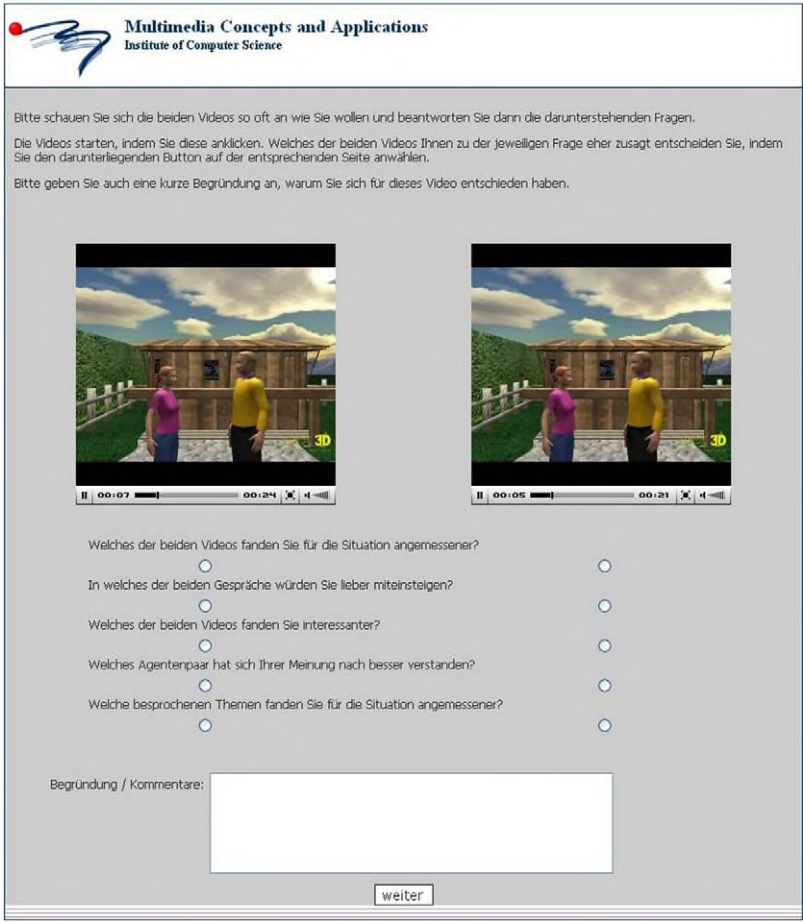 Multimedia Concepts and Applications
Institute of Computer Science
Bitte schauen Sie sich die beiden Videos so oft an wie Sie wollen und beantworten Sie dann die darunterstehenden Fragen.
Die Videos starten, indem Sie diese anklicken. Welches der beiden Videos Ihnen zu der jeweiligen Frage eher zusagt entscheiden Sie, indem
Sie den darunterliegenden Button auf der entsprechenden Seite anwählen.
Bitte geben Sie auch eine kurze Begründung an, warum Sie sich für dieses Video entschieden haben.
3D 3D
00:07 00:24 00:05 00:21
Welches der beiden Videos fanden Sie für die Situation angemessener?
In welches der beiden Gespräche würden Sie lieber miteinsteigen?
Welches der beiden Videos fanden Sie interessanter?
Welches Agentenpaar hat sich Ihrer Meinung nach besser verstanden?
Welche besprochenen Themen fanden Sie für die Situation angemessener?
Begründung / Kommentare:
weiter